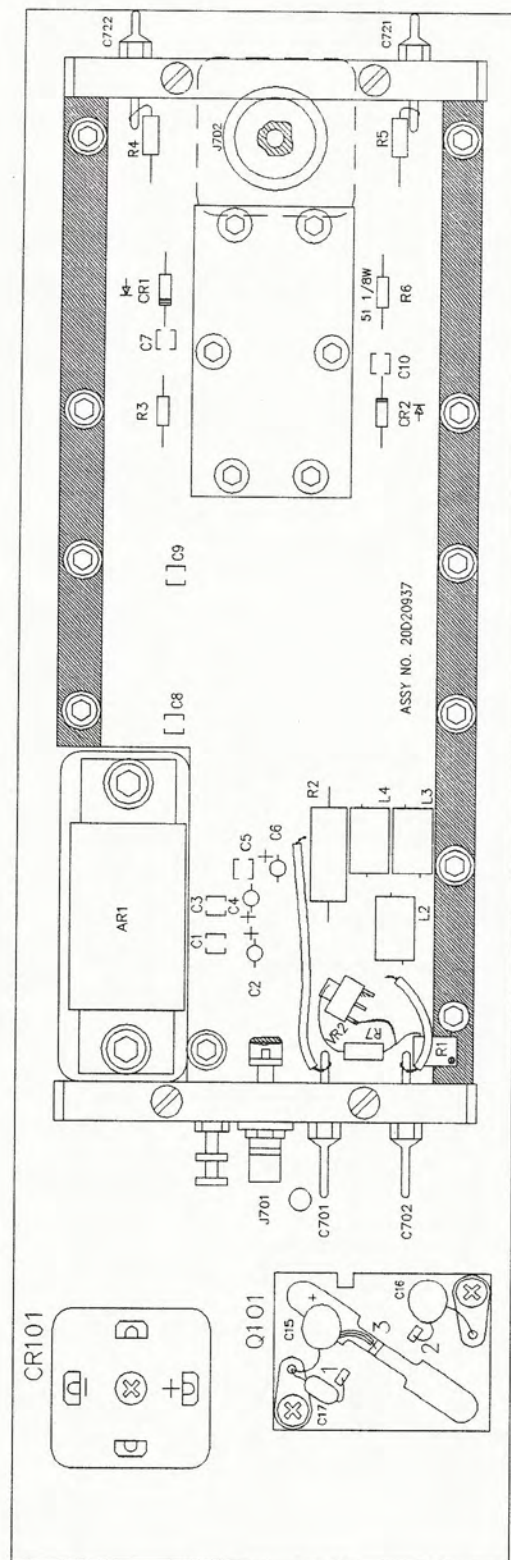 C722
C721
R4
J7D2
R5
CR1
C7
R3
51 1/8W
R6
C10
CR2
C9
C8
ASSY NO. 20D20937
AR1
C5
C3
C4
C1
C2
+
+
+
C6
R2
L4
L3
L2
VR2
R7
R1
J701
C701
C702
CR101
-
+
Q101
C15
+
C16
C17
1
2
3